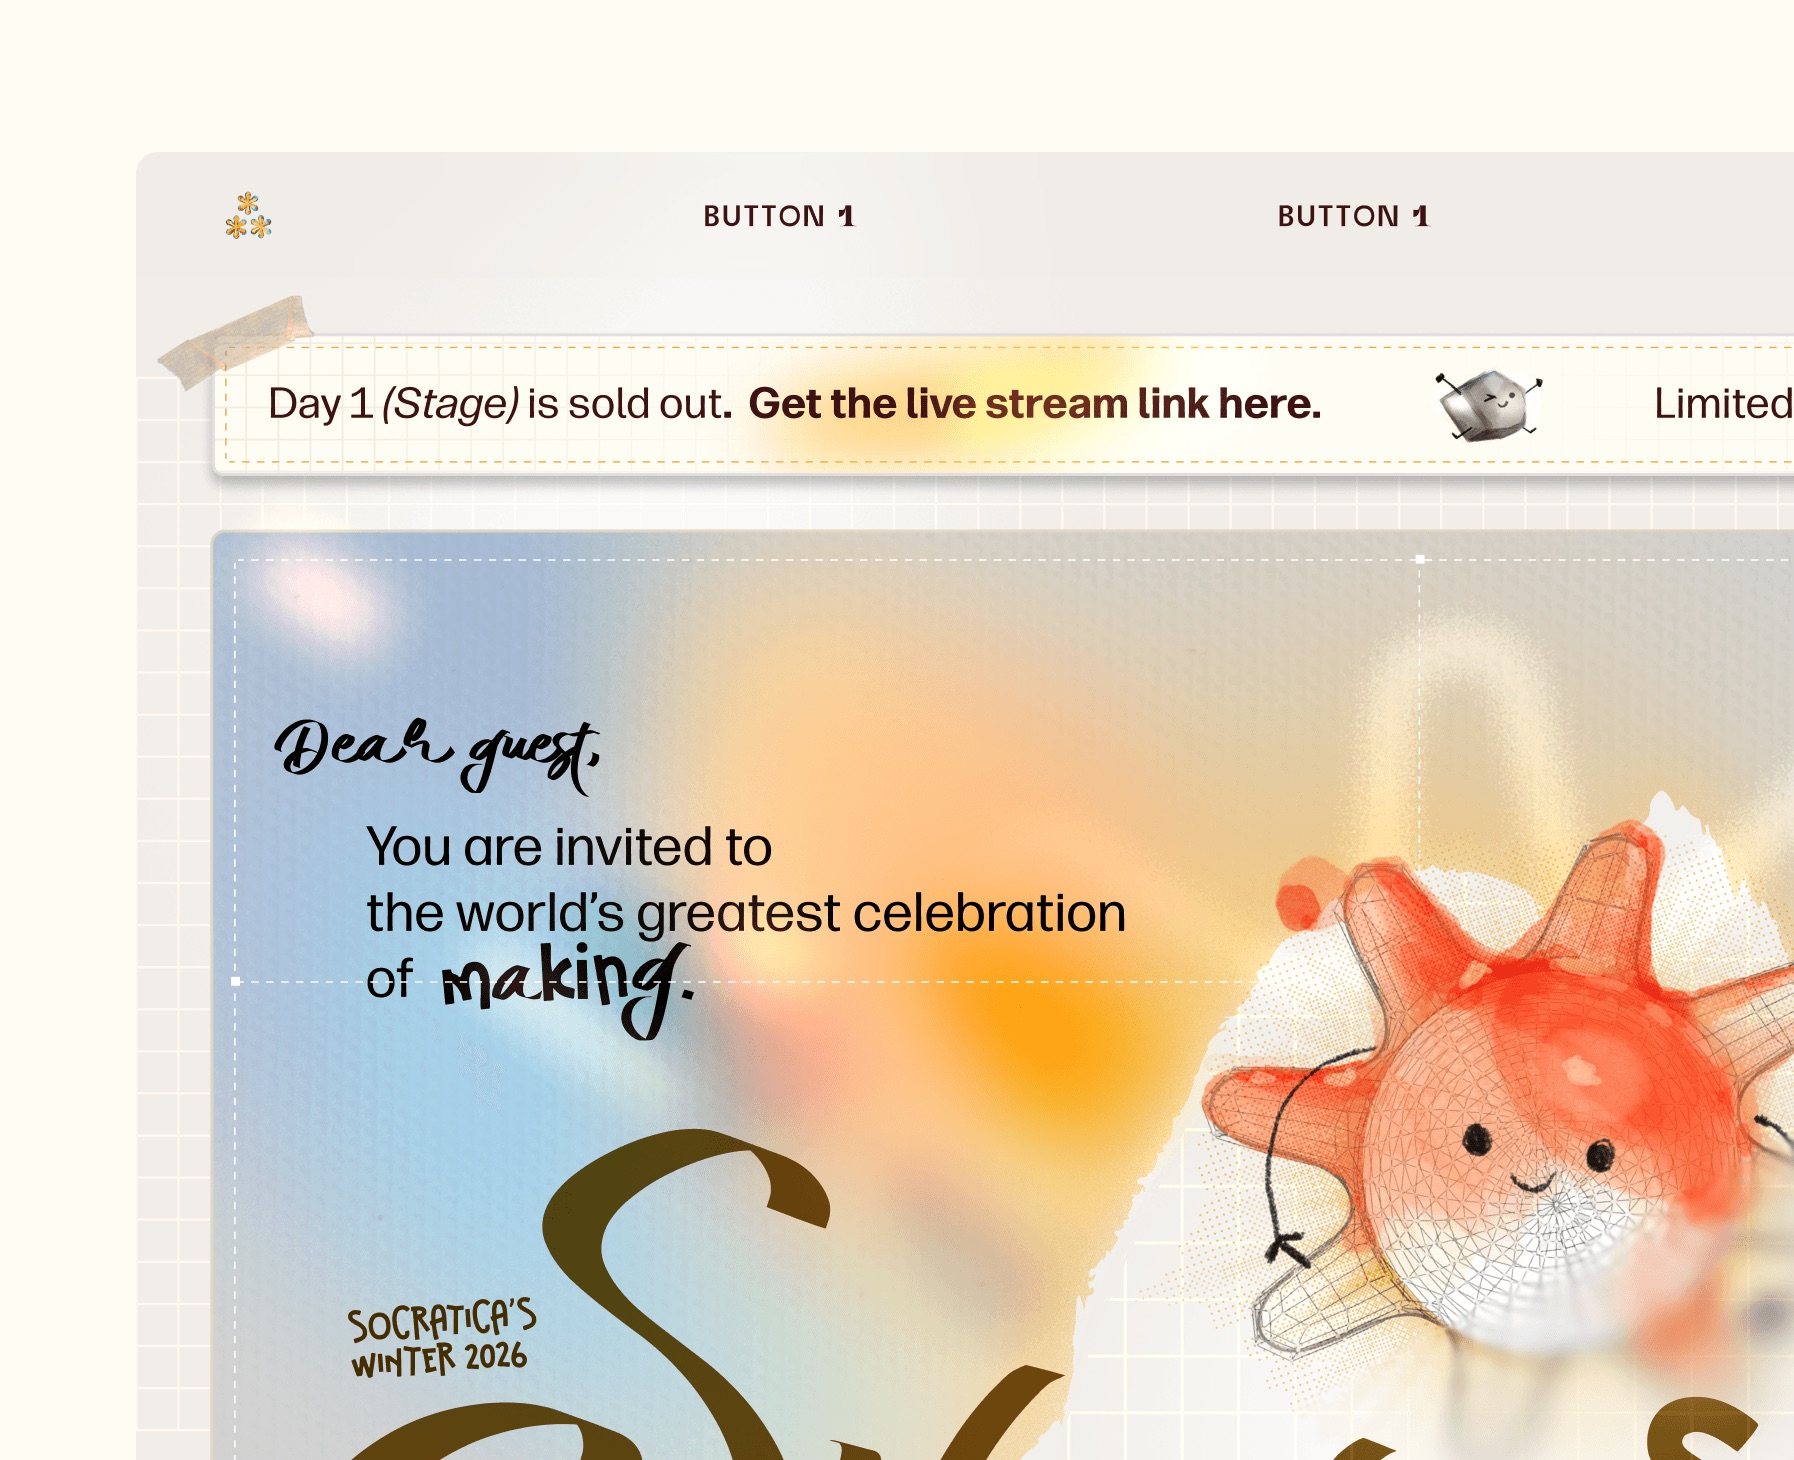 BUTTON 1 BUTTON 1
Day 1 (Stage) is sold out. Get the live stream link here. Limited
Dear guest,
You are invited to
the world's greatest celebration
of making.
SOCRATICA'S
WINTER 2026